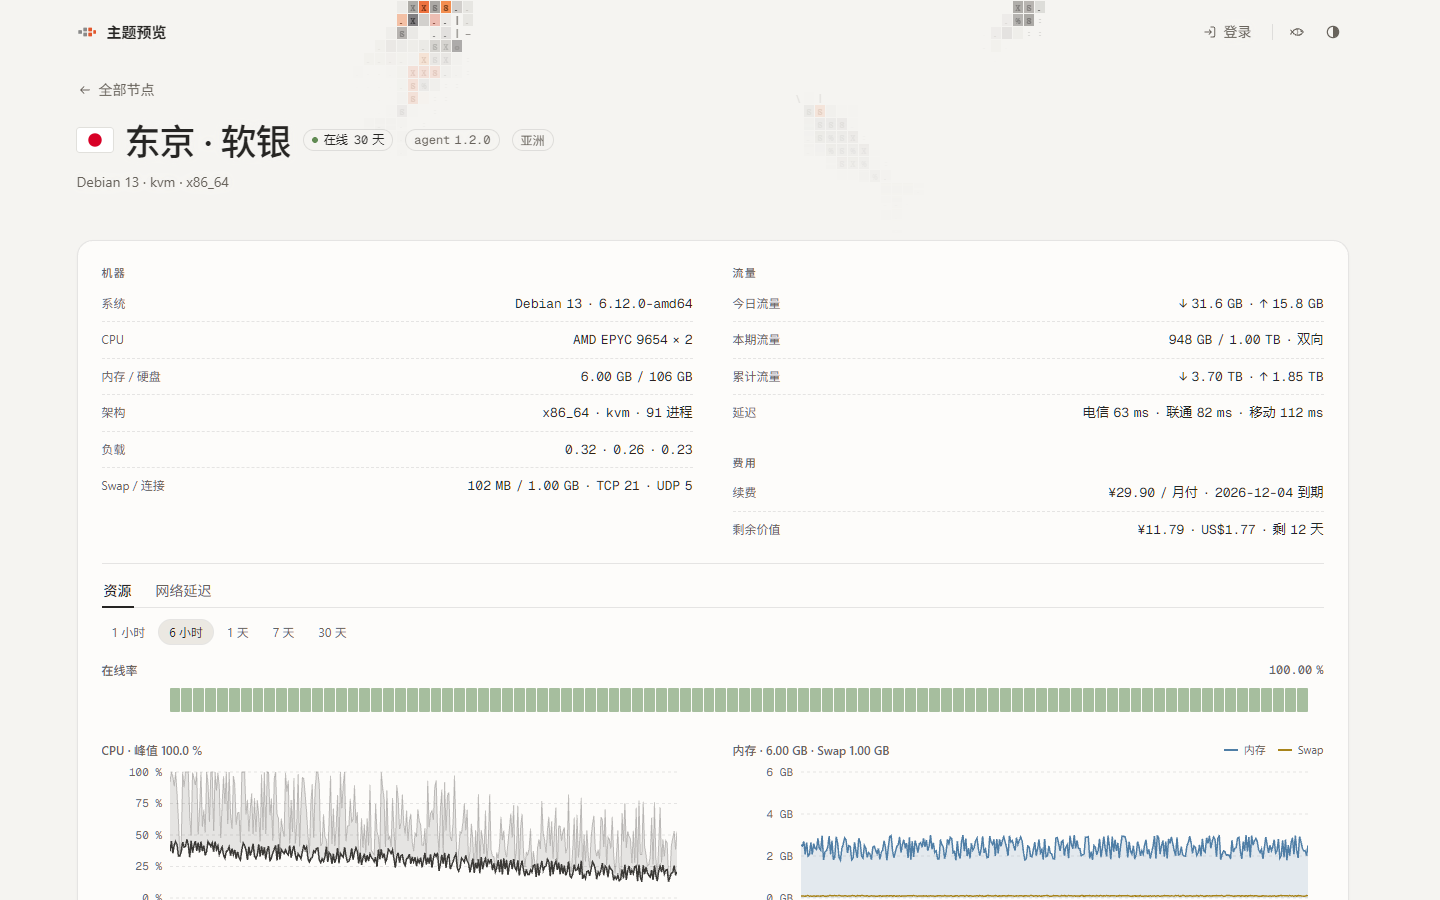 主题预览
登录
全部节点
东京 · 软银
在线 30 天
agent 1.2.0
亚洲
Debian 13 · kvm · x86_64
机器
系统 Debian 13 · 6.12.0-amd64
CPU AMD EPYC 9654 × 2
内存 / 硬盘 6.00 GB / 106 GB
架构 x86_64 · kvm · 91 进程
负载 0.32 · 0.26 · 0.23
Swap / 连接 102 MB / 1.00 GB · TCP 21 · UDP 5
流量
今日流量 ↓ 31.6 GB · ↑ 15.8 GB
本期流量 948 GB / 1.00 TB · 双向
累计流量 ↓ 3.70 TB · ↑ 1.85 TB
延迟 电信 63 ms · 联通 82 ms · 移动 112 ms
费用
续费 ¥29.90 / 月付 · 2026-12-04 到期
剩余价值 ¥11.79 · US$1.77 · 剩 12 天
资源 网络延迟
1 小时 6 小时 1 天 7 天 30 天
在线率 100.00 %
CPU · 峰值 100.0 %
100 %
75 %
50 %
25 %
0 %
内存 · 6.00 GB · Swap 1.00 GB
内存 Swap
6 GB
4 GB
2 GB
0 GB